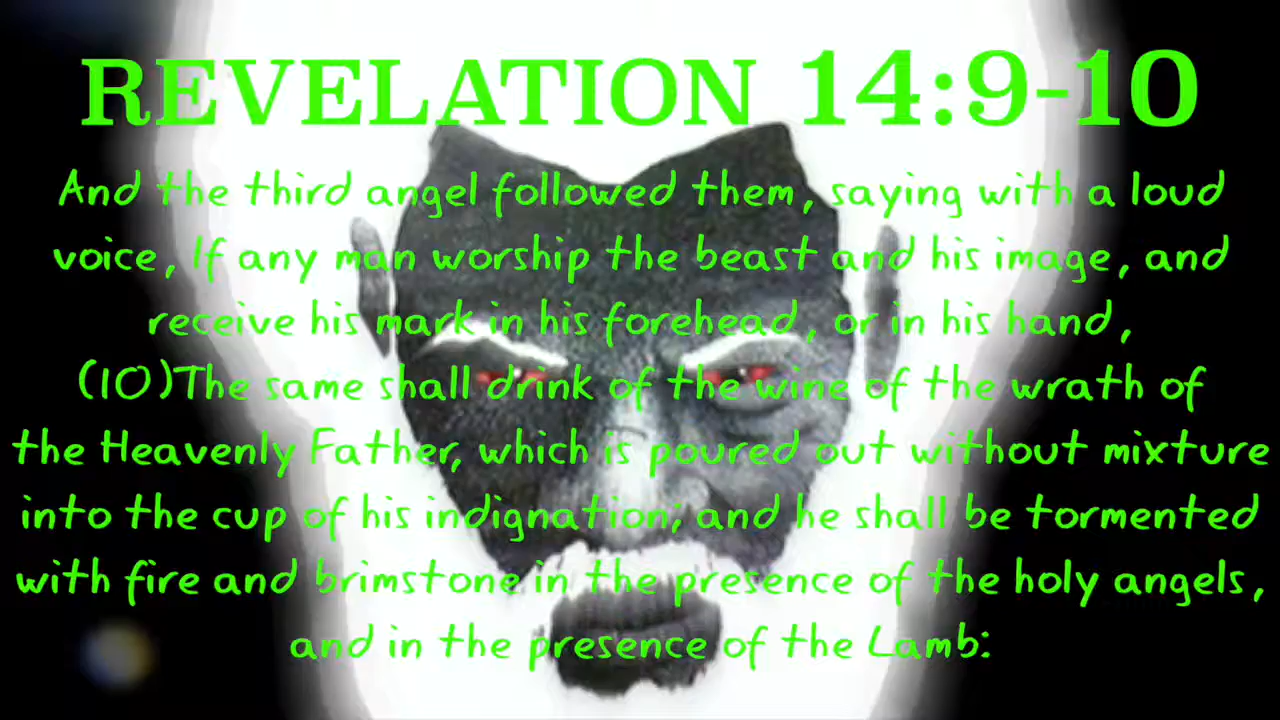 REVELATION 14:9-10
And the third angel followed them, saying with a loud
voice, If any man worship the beast and his image, and
receive his mark in his forehead, or in his hand,
(10)The same shall drink of the wine of the wrath of
the Heavenly Father, which is poured out without mixture
into the cup of his indignation; and he shall be tormented
with fire and brimstone in the presence of the holy angels,
and in the presence of the Lamb: